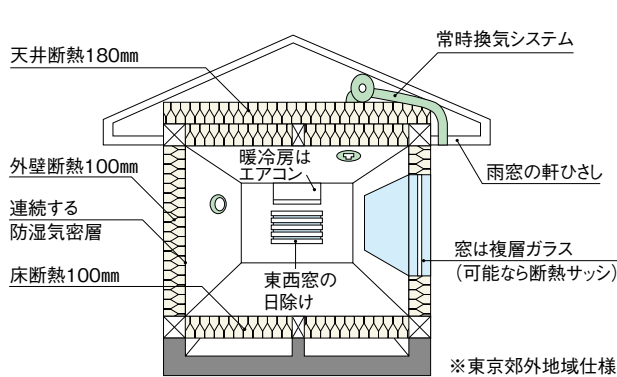 天井断熱180㎜
常時換気システム
外壁断熱100㎜
暖冷房は
エアコン
雨窓の軒ひさし
連続する
防湿気密層
窓は複層ガラス
(可能なら断熱サッシ)
床断熱100㎜
東西窓の
日除け
※東京郊外地域仕様